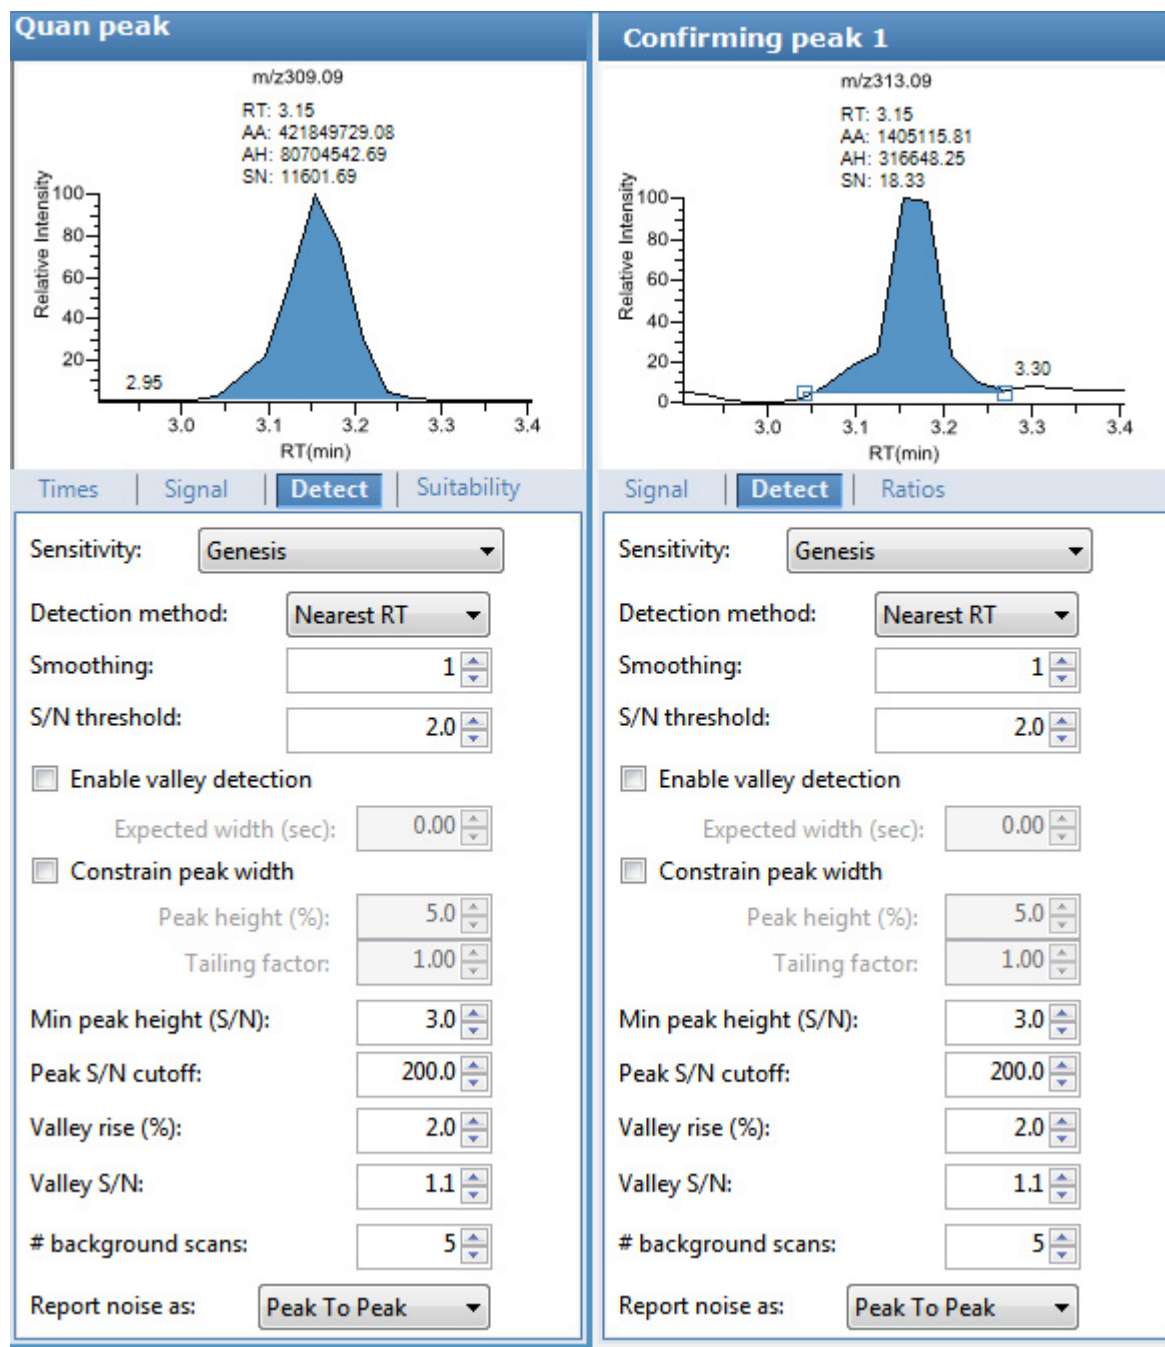 Quan peak
m/z309.09
RT: 3.15
AA: 421849729.08
AH: 80704542.69
SN: 11601.69
Relative Intensity
100
80
60
40
20
2.95
3.0 3.1 3.2 3.3 3.4
RT(min)
Times Signal Detect Suitability
Sensitivity: Genesis
Detection method: Nearest RT
Smoothing: 1
S/N threshold: 2.0
Enable valley detection
Expected width (sec): 0.00
Constrain peak width
Peak height (%): 5.0
Tailing factor: 1.00
Min peak height (S/N): 3.0
Peak S/N cutoff: 200.0
Valley rise (%): 2.0
Valley S/N: 1.1
# background scans: 5
Report noise as: Peak To Peak
Confirming peak 1
m/z313.09
RT: 3.15
AA: 1405115.81
AH: 316648.25
SN: 18.33
Relative Intensity
100
80
60
40
20
0
3.30
3.0 3.1 3.2 3.3 3.4
RT(min)
Signal Detect Ratios
Sensitivity: Genesis
Detection method: Nearest RT
Smoothing: 1
S/N threshold: 2.0
Enable valley detection
Expected width (sec): 0.00
Constrain peak width
Peak height (%): 5.0
Tailing factor: 1.00
Min peak height (S/N): 3.0
Peak S/N cutoff: 200.0
Valley rise (%): 2.0
Valley S/N: 1.1
# background scans: 5
Report noise as: Peak To Peak